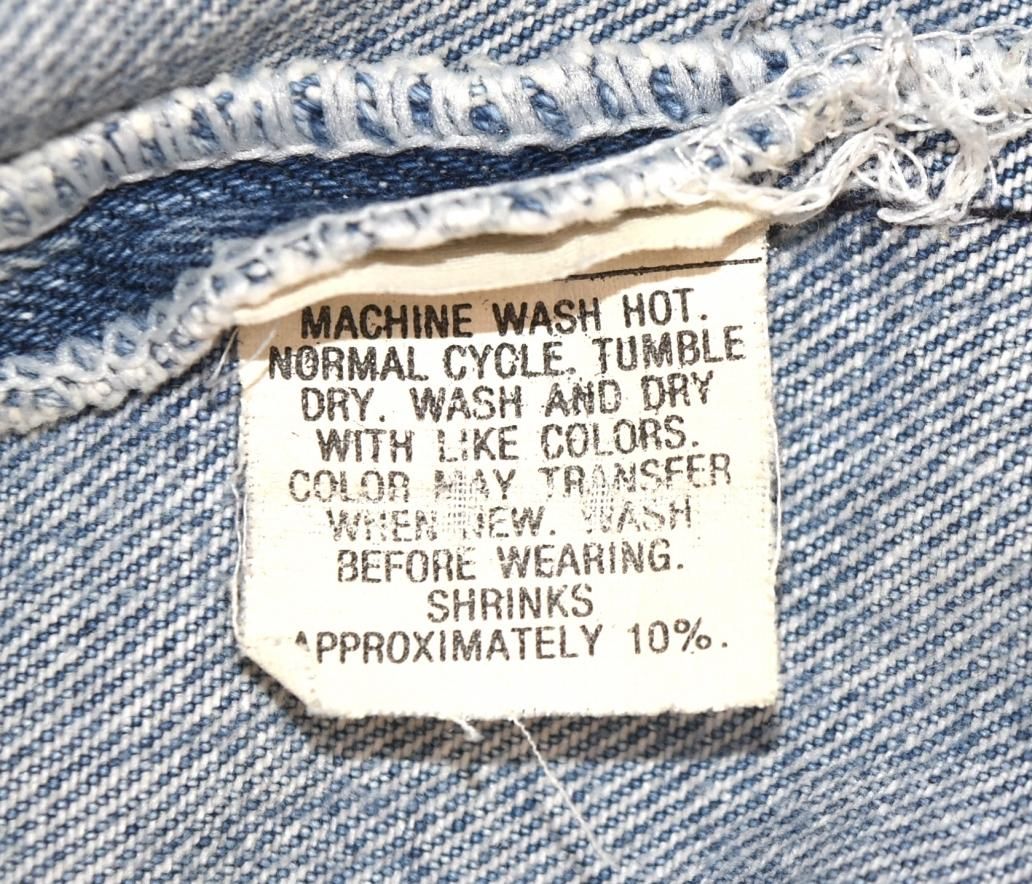 MACHINE WASH HOT.
NORMAL CYCLE. TUMBLE
DRY. WASH AND DRY
WITH LIKE COLORS.
COLOR MAY TRANSFER
WHEN NEW. WASH
BEFORE WEARING.
SHRINKS
APPROXIMATELY 10%.